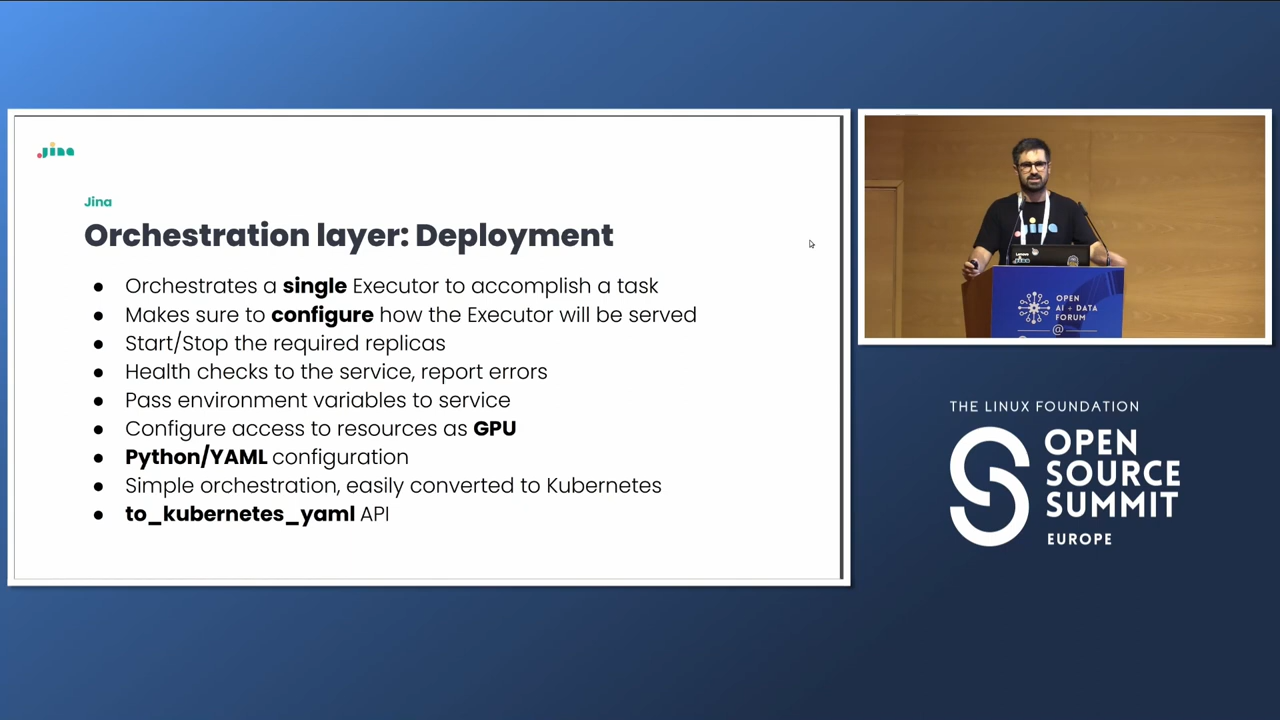 Jina
Jina
Orchestration layer: Deployment
● Orchestrates a single Executor to accomplish a task
● Makes sure to configure how the Executor will be served
● Start/Stop the required replicas
● Health checks to the service, report errors
● Pass environment variables to service
● Configure access to resources as GPU
● Python/YAML configuration
● Simple orchestration, easily converted to Kubernetes
● to_kubernetes_yaml API
Jina
OPEN
AI + DATA
FORUM
@
THE LINUX FOUNDATION
OPEN
SOURCE
SUMMIT
EUROPE